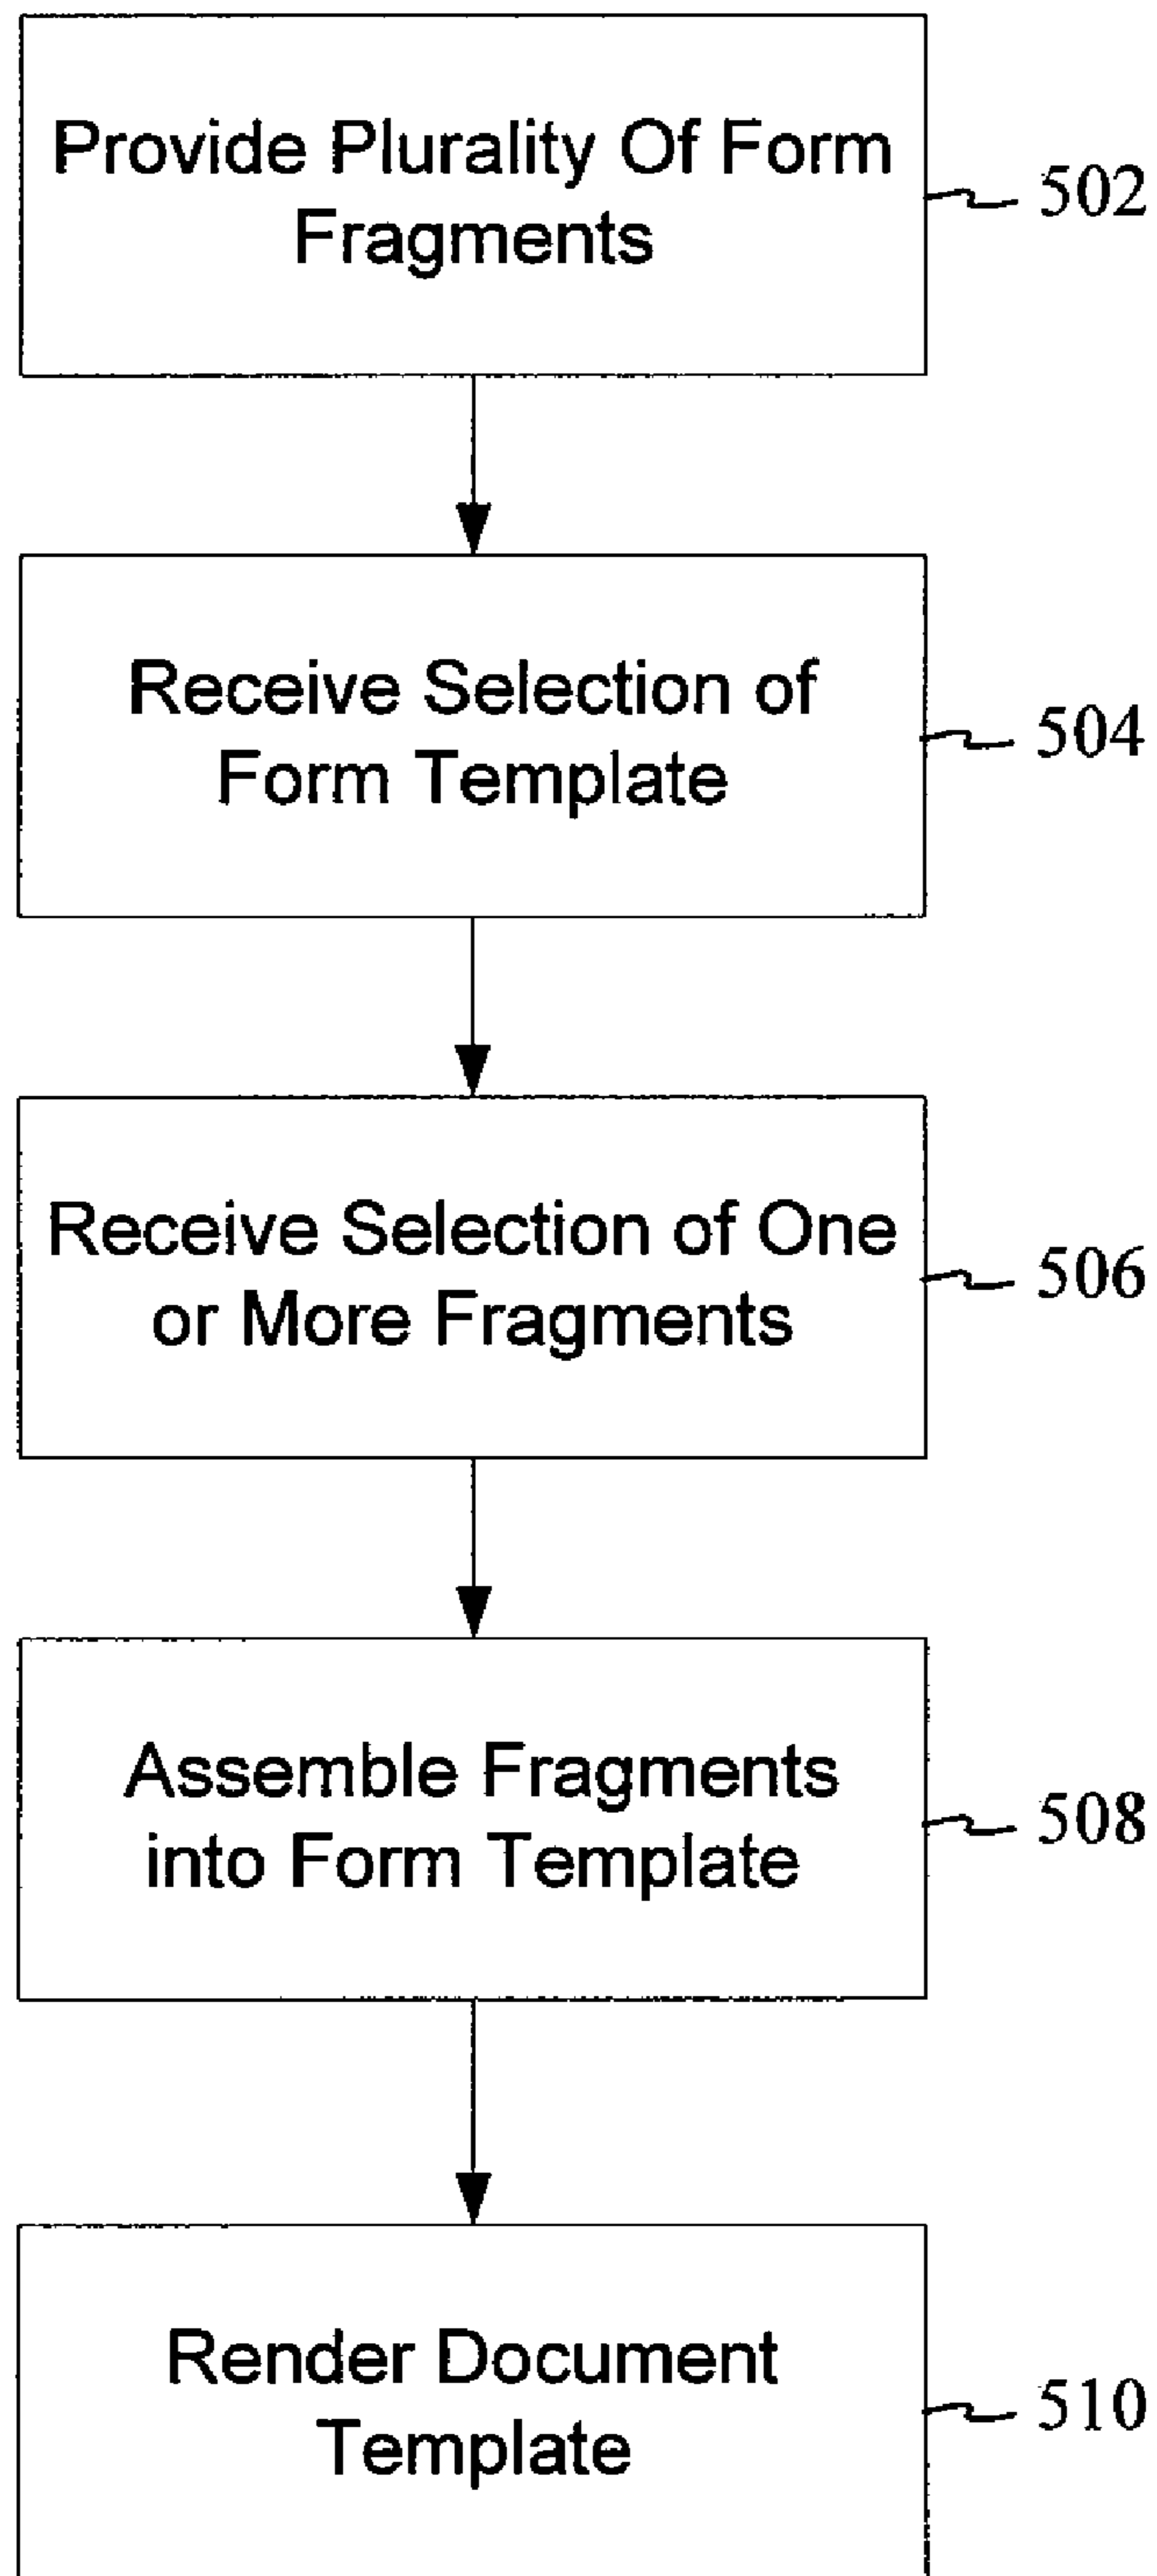 Provide Plurality Of Form
Fragments
502
Receive Selection of
Form Template
504
Receive Selection of One
or More Fragments
506
Assemble Fragments
into Form Template
508
Render Document
Template
510